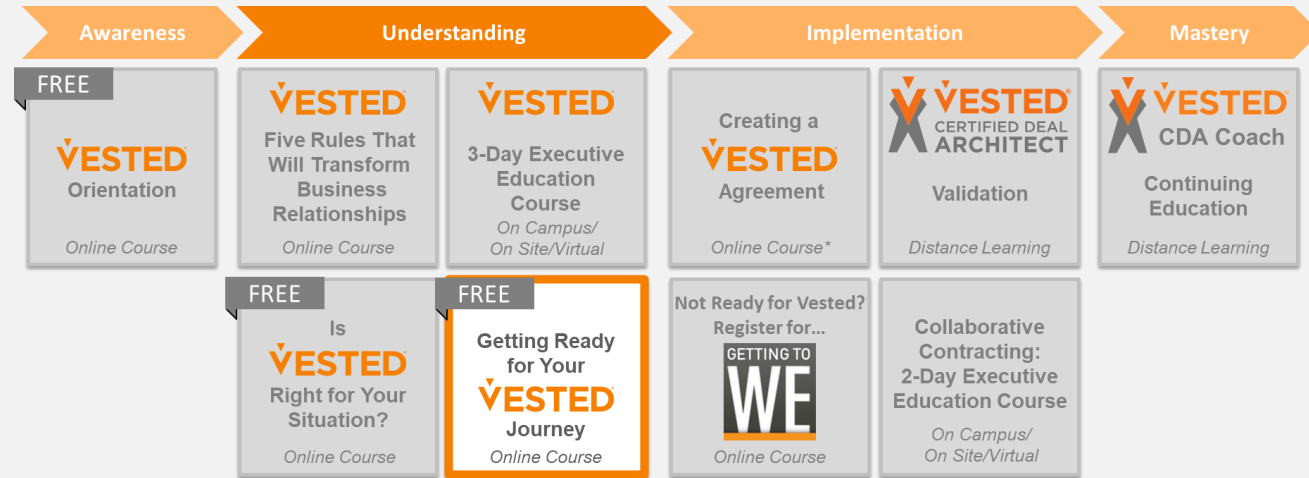 Awareness
Understanding
Implementation
Mastery
FREE
VESTED
Orientation
Online Course
VESTED
Five Rules That
Will Transform
Business
Relationships
Online Course
VESTED
3-Day Executive
Education
Course
On Campus/
On Site/Virtual
Creating a
VESTED
Agreement
Online Course*
VESTED®
CERTIFIED DEAL
ARCHITECT
Validation
Distance Learning
VESTED®
CDA Coach
Continuing
Education
Distance Learning
FREE
Is
VESTED
Right for Your
Situation?
Online Course
FREE
Getting Ready
for Your
VESTED
Journey
Online Course
Not Ready for Vested?
Register for...
GETTING TO
WE
Online Course
Collaborative
Contracting:
2-Day Executive
Education Course
On Campus/
On Site/Virtual